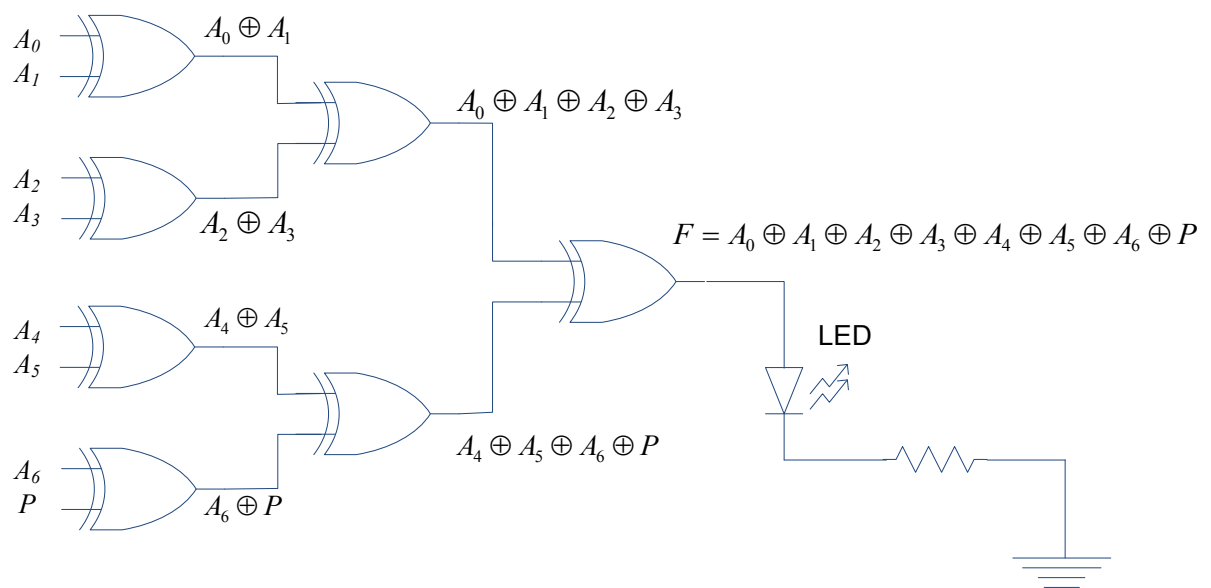 A₀
A₁
A₀ ⊕ A₁
A₀ ⊕ A₁ ⊕ A₂ ⊕ A₃
A₂
A₃
A₂ ⊕ A₃
F = A₀ ⊕ A₁ ⊕ A₂ ⊕ A₃ ⊕ A₄ ⊕ A₅ ⊕ A₆ ⊕ P
A₄
A₅
A₄ ⊕ A₅
LED
A₄ ⊕ A₅ ⊕ A₆ ⊕ P
A₆
P
A₆ ⊕ P